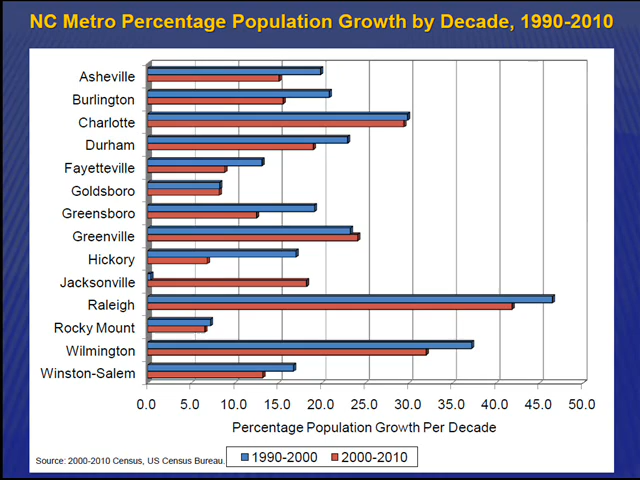 NC Metro Percentage Population Growth by Decade, 1990-2010
Asheville
Burlington
Charlotte
Durham
Fayetteville
Goldsboro
Greensboro
Greenville
Hickory
Jacksonville
Raleigh
Rocky Mount
Wilmington
Winston-Salem
0.0 5.0 10.0 15.0 20.0 25.0 30.0 35.0 40.0 45.0 50.0
Percentage Population Growth Per Decade
Source: 2000-2010 Census, US Census Bureau. 1990-2000 2000-2010